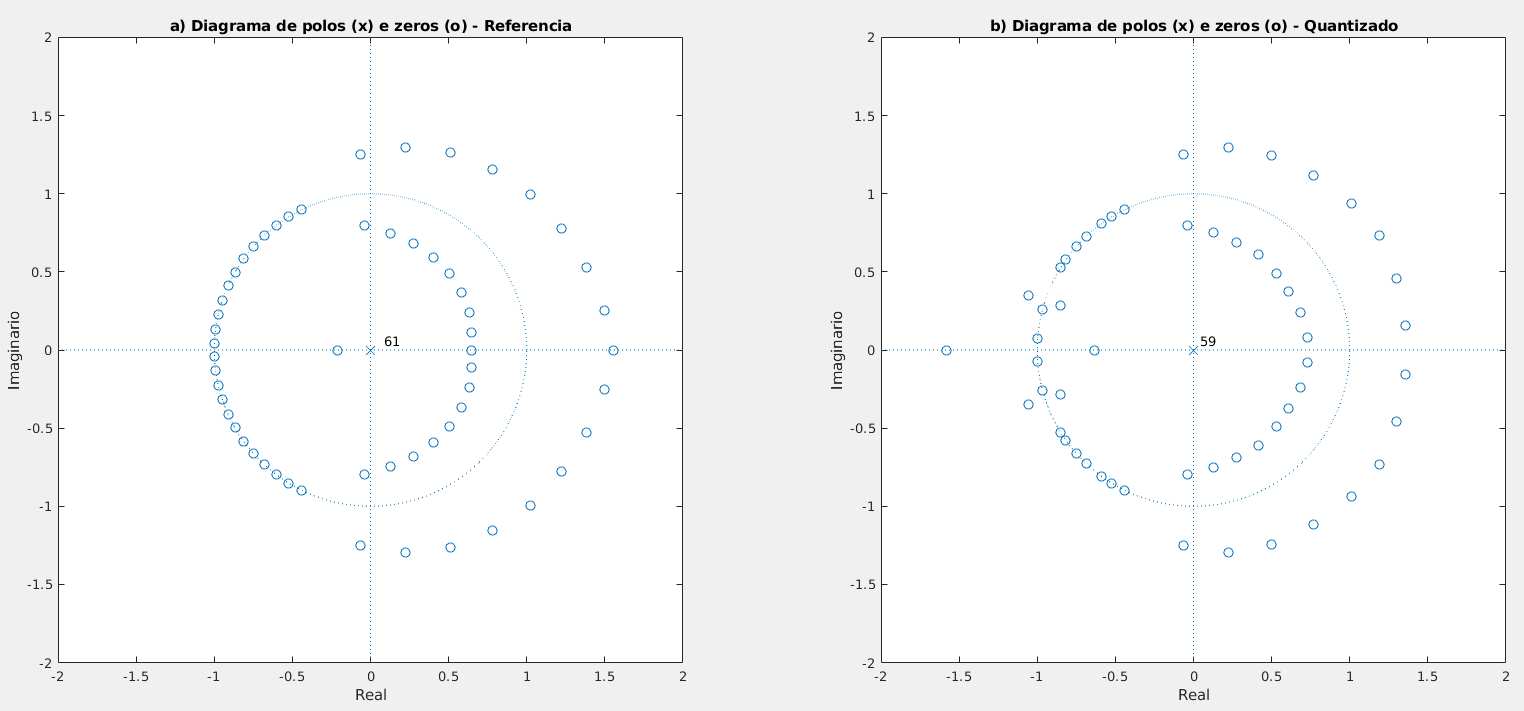 a) Diagrama de polos (x) e zeros (o) - Referencia
2
1.5
1
0.5
0
-0.5
-1
-1.5
-2
Imaginario
61
-2 -1.5 -1 -0.5 0 0.5 1 1.5 2
Real
b) Diagrama de polos (x) e zeros (o) - Quantizado
2
1.5
1
0.5
0
-0.5
-1
-1.5
-2
Imaginario
59
-2 -1.5 -1 -0.5 0 0.5 1 1.5 2
Real